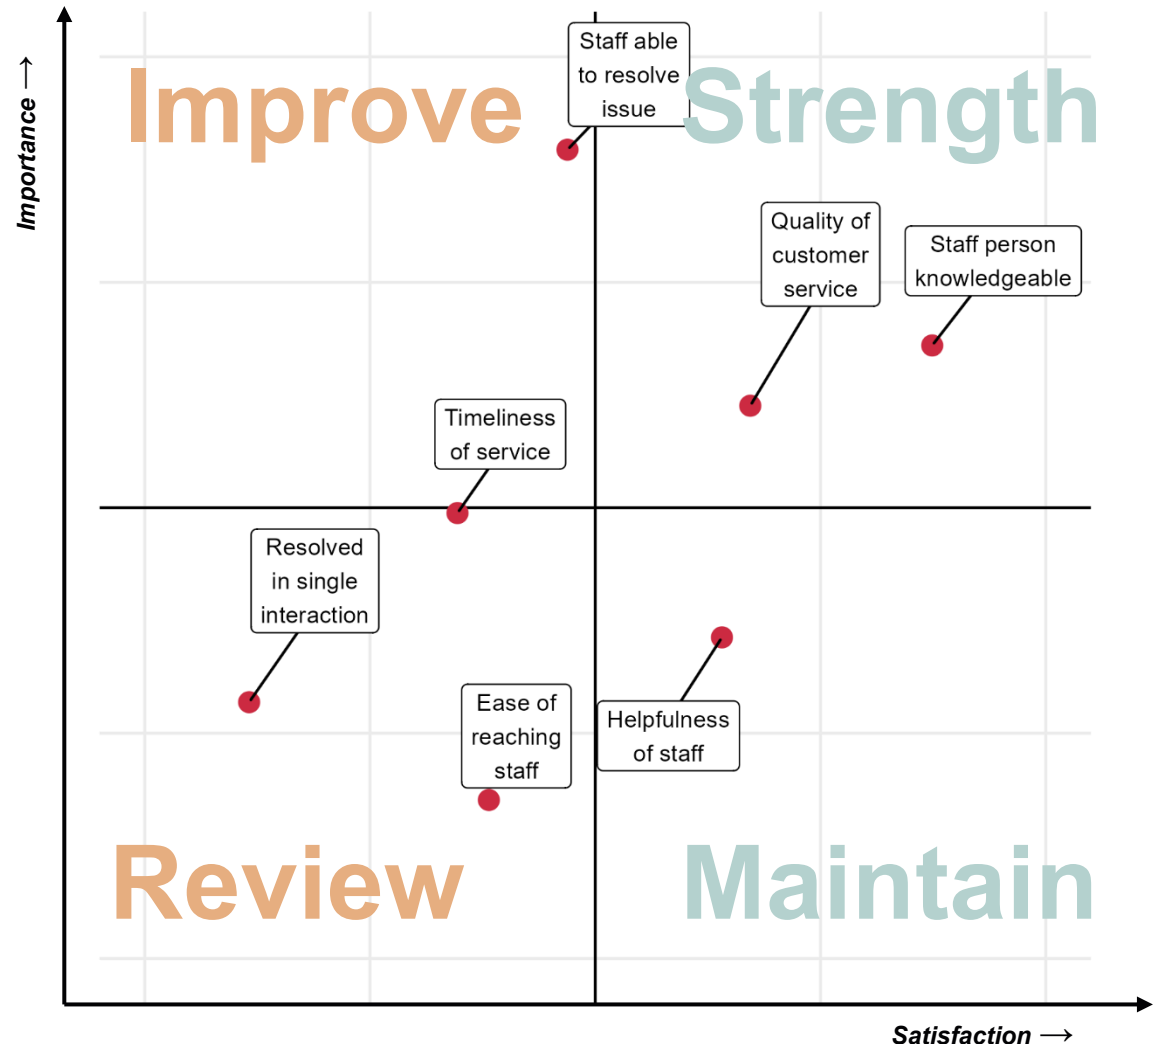 Importance →
Improve
Strength
Staff able
to resolve
issue
Quality of
customer
service
Staff person
knowledgeable
Timeliness
of service
Resolved
in single
interaction
Ease of
reaching
staff
Helpfulness
of staff
Review
Maintain
Satisfaction →